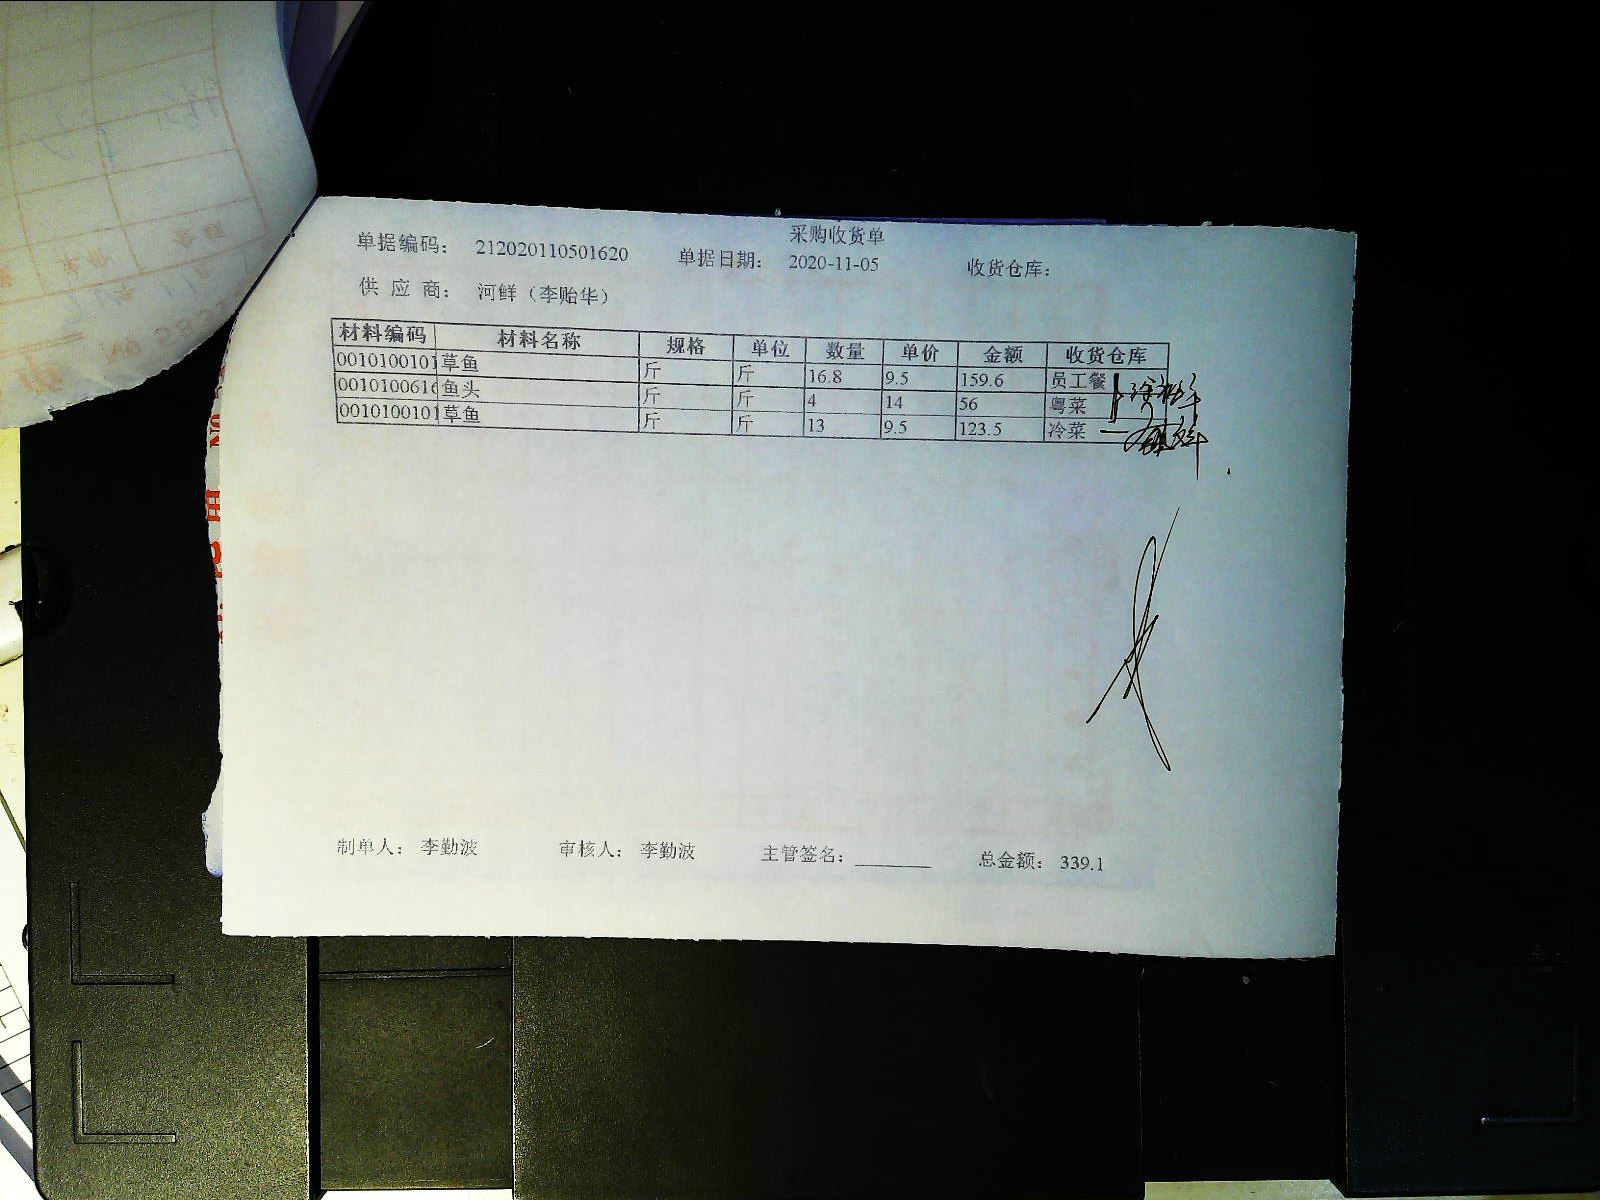 采购收货单
单据编码： 212020110501620 单据日期： 2020-11-05 收货仓库：
供 应 商： 河鲜（李贻华）
材料编码 材料名称 规格 单位 数量 单价 金额 收货仓库
0010100101 草鱼 斤 斤 16.8 9.5 159.6 员工餐
001010061 鱼头 斤 斤 4 14 56 粤菜
0010100101 草鱼 斤 斤 13 9.5 123.5 冷菜
制单人： 李勤波 审核人： 李勤波 主管签名： 总金额： 339.1